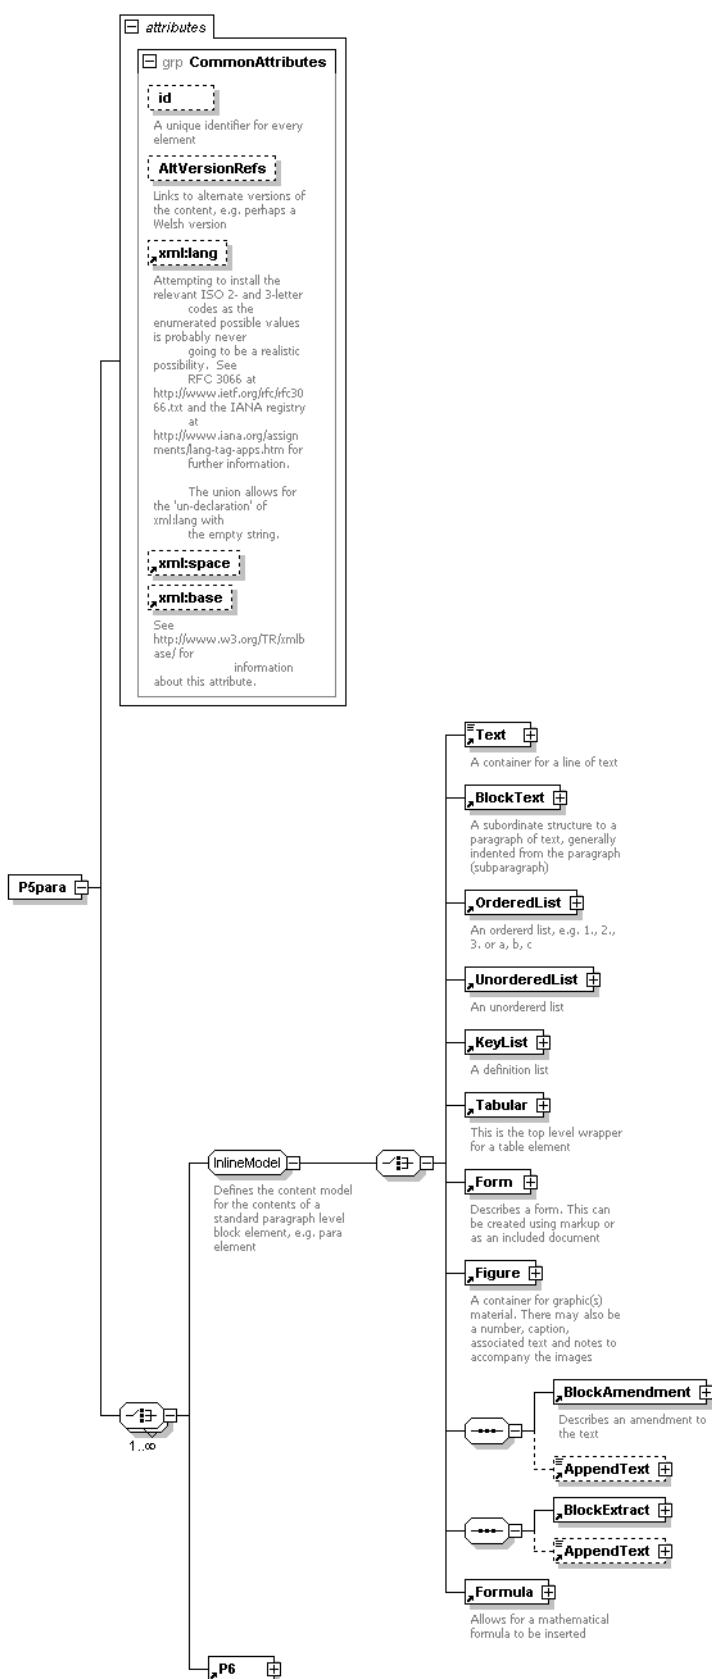 attributes
grp CommonAttributes
id
A unique identifier for every
element
AltVersionRefs
Links to alternate versions of
the content, e.g. perhaps a
Welsh version
xml:lang
Attempting to install the
relevant ISO 2- and 3-letter
codes as the
enumerated possible values
is probably never
going to be a realistic
possibility. See
RFC 3066 at
http://www.ietf.org/rfc/rfc30
66.txt and the IANA registry
at
http://www.iana.org/assign
ments/lang-tag-apps.htm for
further information.
The union allows for
the 'un-declaration' of
xml:lang with
the empty string.
xml:space
xml:base
See
http://www.w3.org/TR/xmlb
ase/ for
information
about this attribute.
P5para
1..∞
InlineModel
Defines the content model
for the contents of a
standard paragraph level
block element, e.g. para
element
Text
A container for a line of text
BlockText
A subordinate structure to a
paragraph of text, generally
indented from the paragraph
(subparagraph)
OrderedList
An ordererd list, e.g. 1., 2.,
3. or a, b, c
UnorderedList
An unordererd list
KeyList
A definition list
Tabular
This is the top level wrapper
for a table element
Form
Describes a form. This can
be created using markup or
as an included document
Figure
A container for graphic(s)
material. There may also be
a number, caption,
associated text and notes to
accompany the images
BlockAmendment
Describes an amendment to
the text
AppendText
BlockExtract
AppendText
Formula
Allows for a mathematical
formula to be inserted
P6